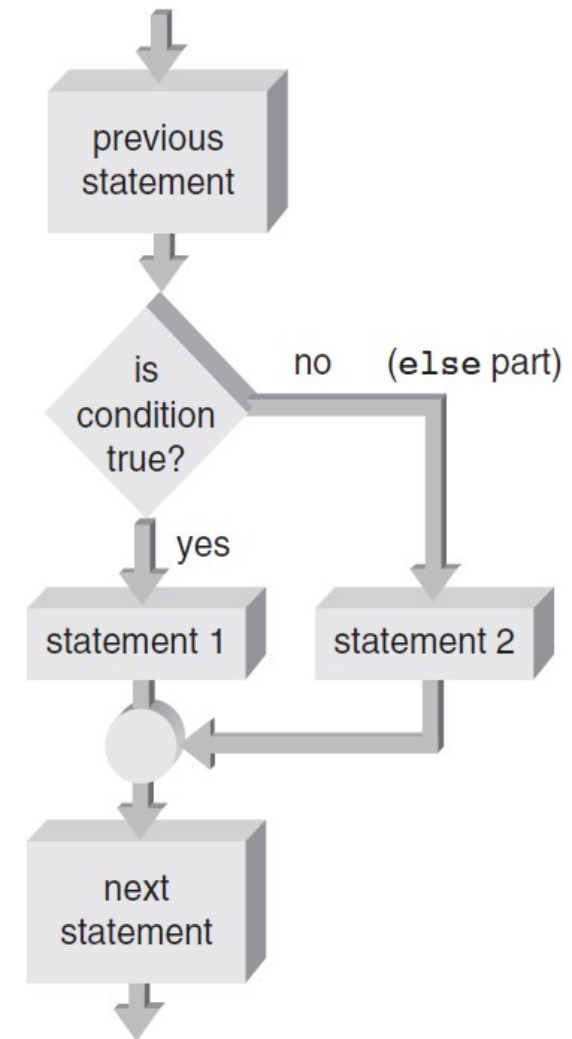 previous
statement
is
condition
true?
no (else part)
yes
statement 1
statement 2
next
statement